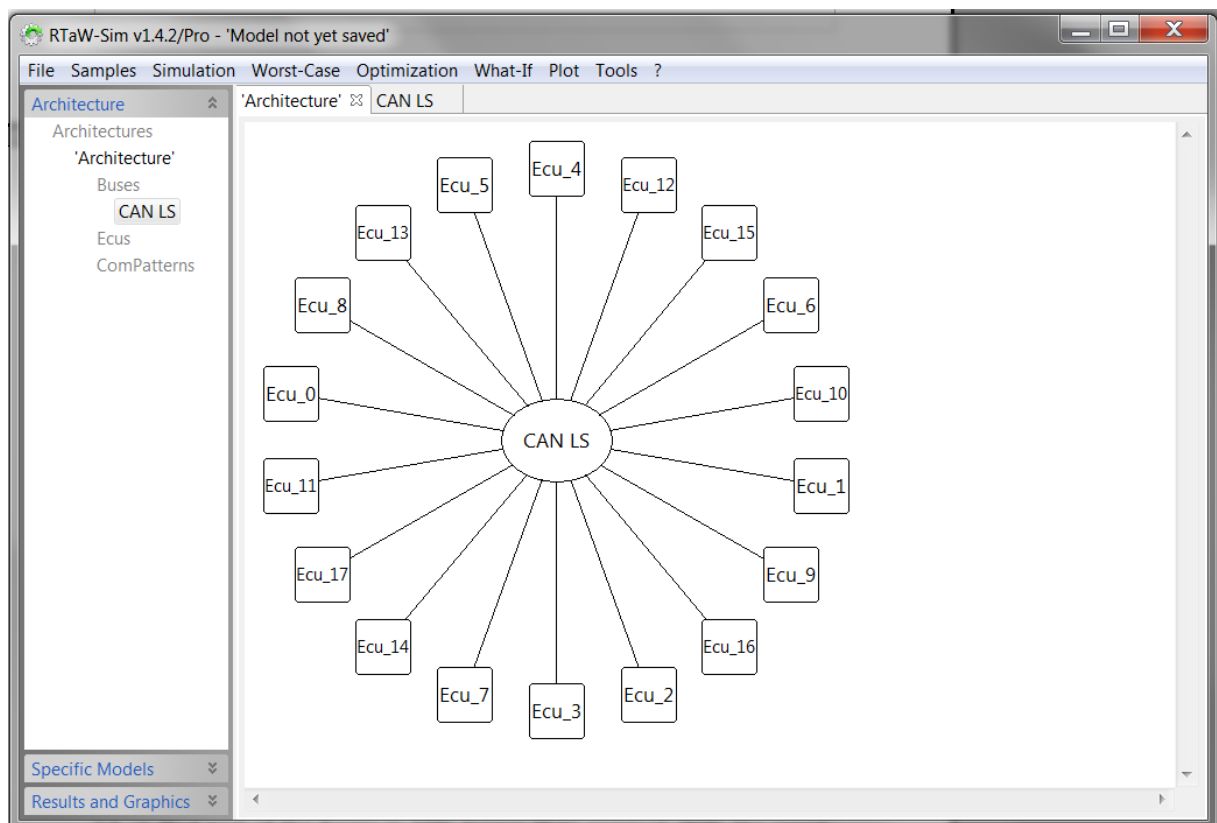 RTaW-Sim v1.4.2/Pro - 'Model not yet saved'
File Samples Simulation Worst-Case Optimization What-If Plot Tools ?
Architecture
Architectures
'Architecture'
Buses
CAN LS
Ecus
ComPatterns
Specific Models
Results and Graphics
'Architecture' CAN LS
Ecu_4
Ecu_5
Ecu_12
Ecu_13
Ecu_15
Ecu_8
Ecu_6
Ecu_0
Ecu_10
CAN LS
Ecu_11
Ecu_1
Ecu_17
Ecu_9
Ecu_14
Ecu_16
Ecu_7
Ecu_2
Ecu_3